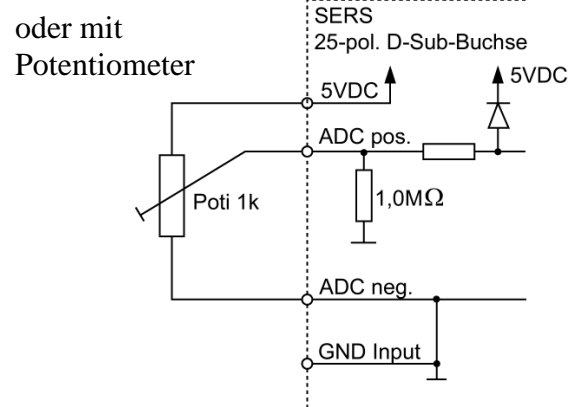 oder mit
Potentiometer
SERS
25-pol. D-Sub-Buchse
5VDC
5VDC
ADC pos.
Poti 1k
1,0MΩ
ADC neg.
GND Input